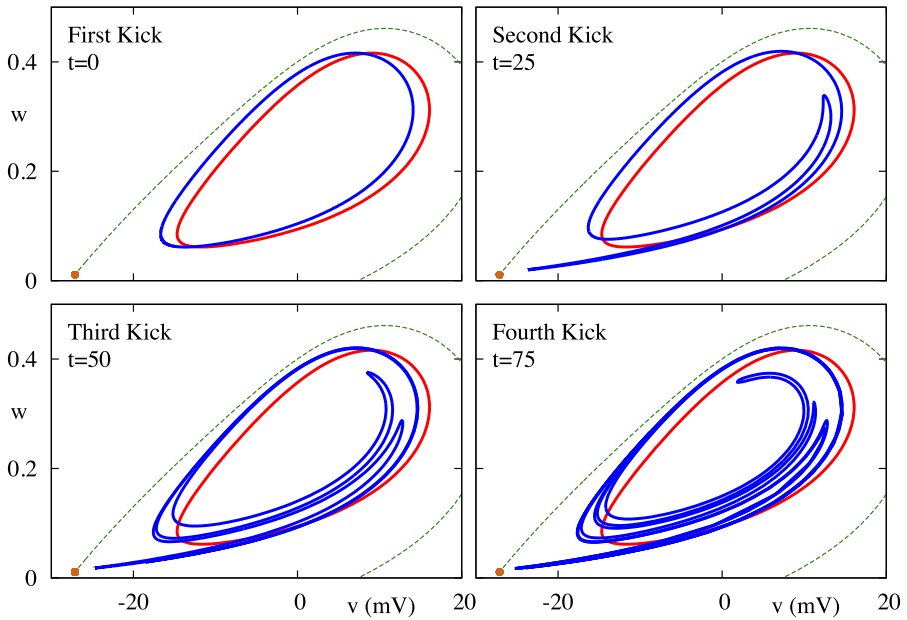 First Kick
t=0
Second Kick
t=25
0.4
w
0.2
0
Third Kick
t=50
Fourth Kick
t=75
0.4
w
0.2
0
-20
0
v (mV)
20
-20
0
v (mV)
20